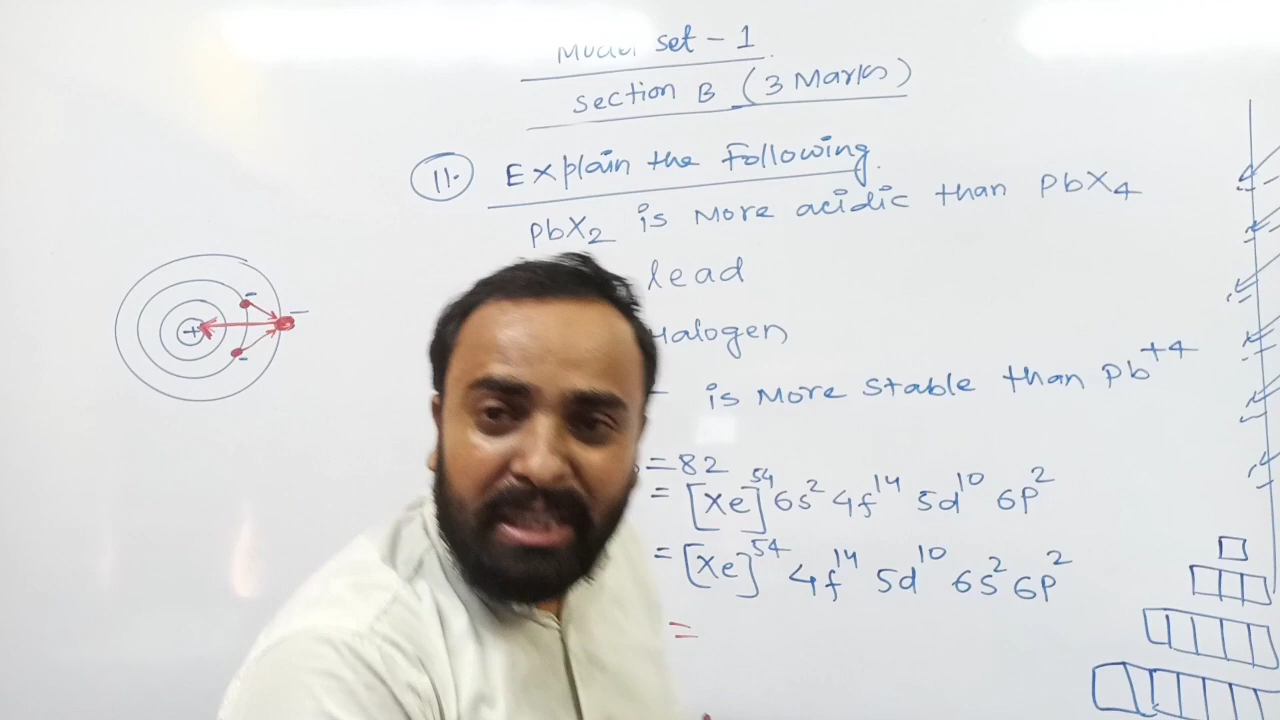 Model set - 1
Section B (3 Marks)
11. Explain the Following
PbX2 is More acidic than PbX4
lead
Halogen
is More Stable than Pb+4
=82
= [Xe]54 6s2 4f14 5d10 6p2
= [Xe]54 4f14 5d10 6s2 6p2
=
+
-
-
-